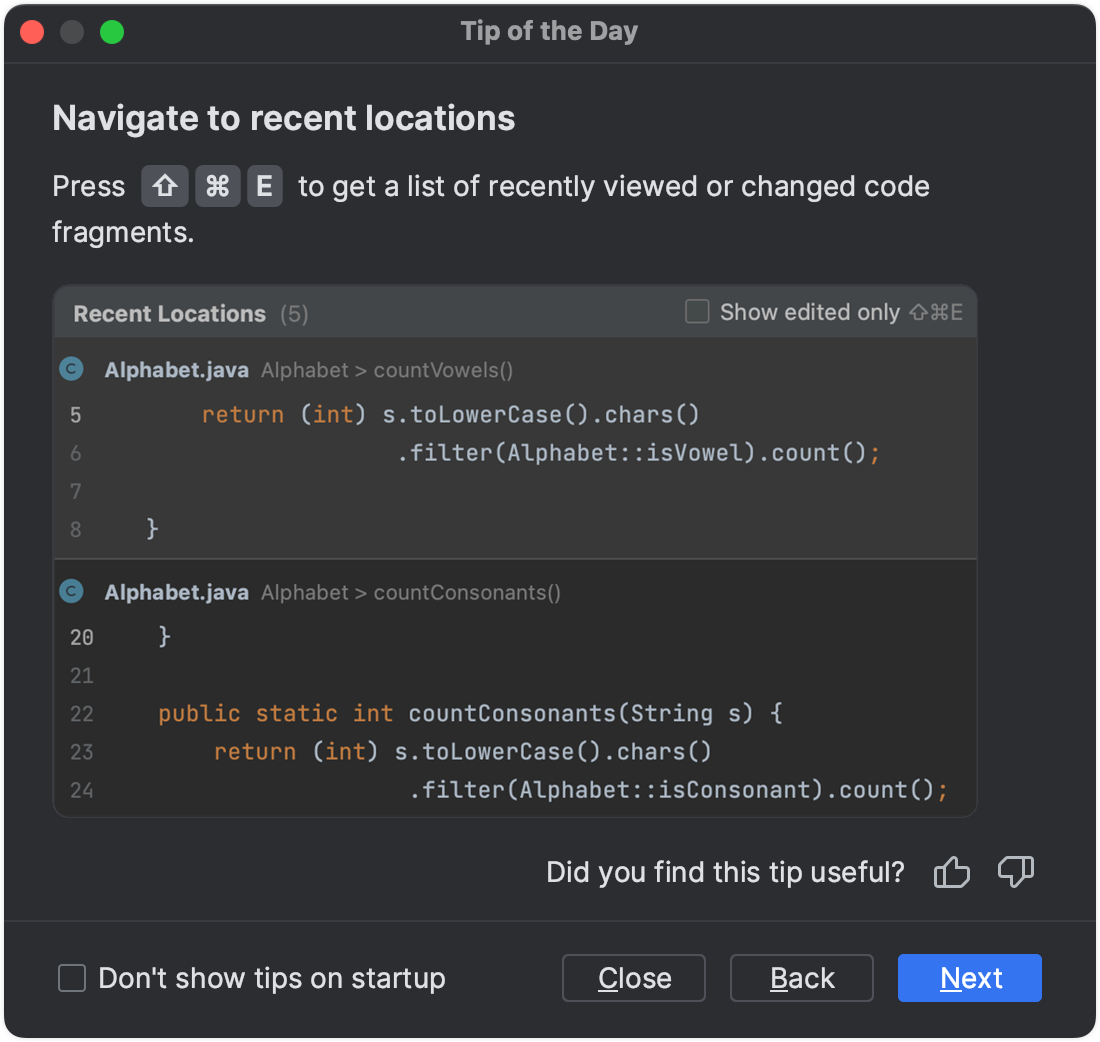 Tip of the Day
Navigate to recent locations
Press ⇧ ⌘ E to get a list of recently viewed or changed code
fragments.
Recent Locations (5) Show edited only ⇧⌘E
C Alphabet.java Alphabet > countVowels()
5 return (int) s.toLowerCase().chars()
6 .filter(Alphabet::isVowel).count();
7
8 }
C Alphabet.java Alphabet > countConsonants()
20 }
21
22 public static int countConsonants(String s) {
23 return (int) s.toLowerCase().chars()
24 .filter(Alphabet::isConsonant).count();
Did you find this tip useful?
Don't show tips on startup Close Back Next